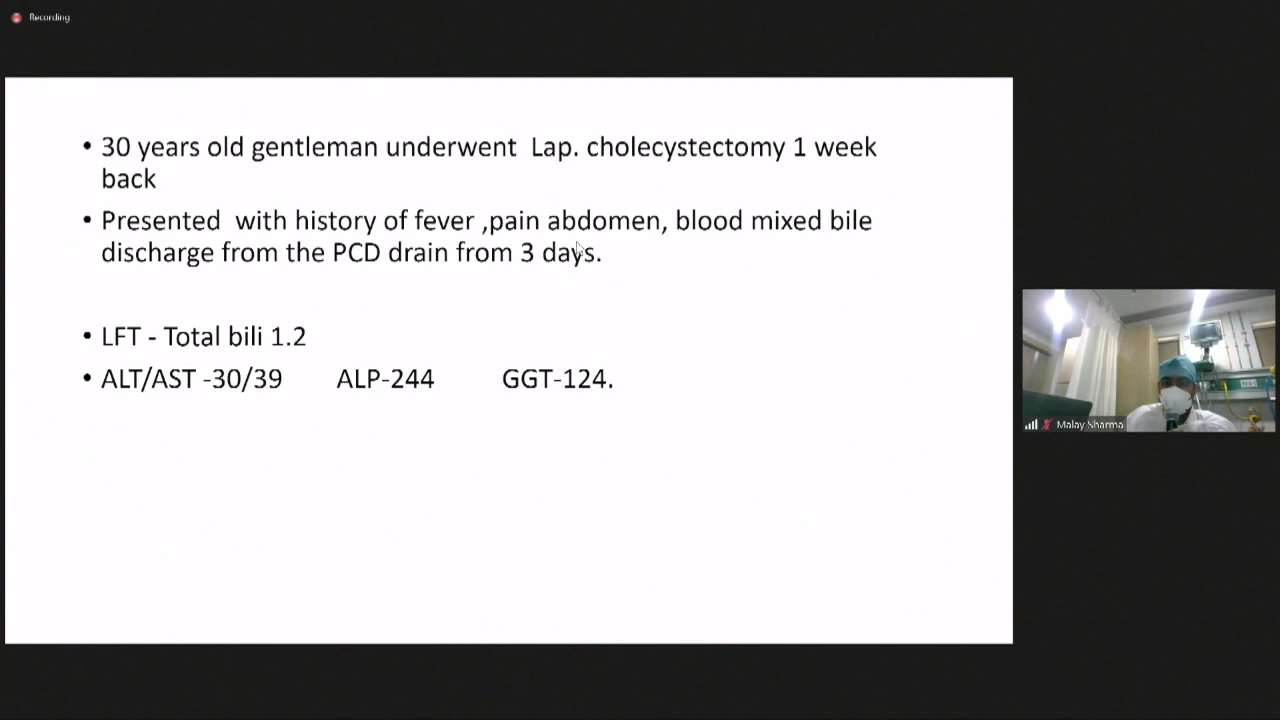 Recording
• 30 years old gentleman underwent  Lap. cholecystectomy 1 week
back
• Presented  with history of fever ,pain abdomen, blood mixed bile
discharge from the PCD drain from 3 days.
• LFT - Total bili 1.2
• ALT/AST -30/39 ALP-244 GGT-124.
Malay Sharma